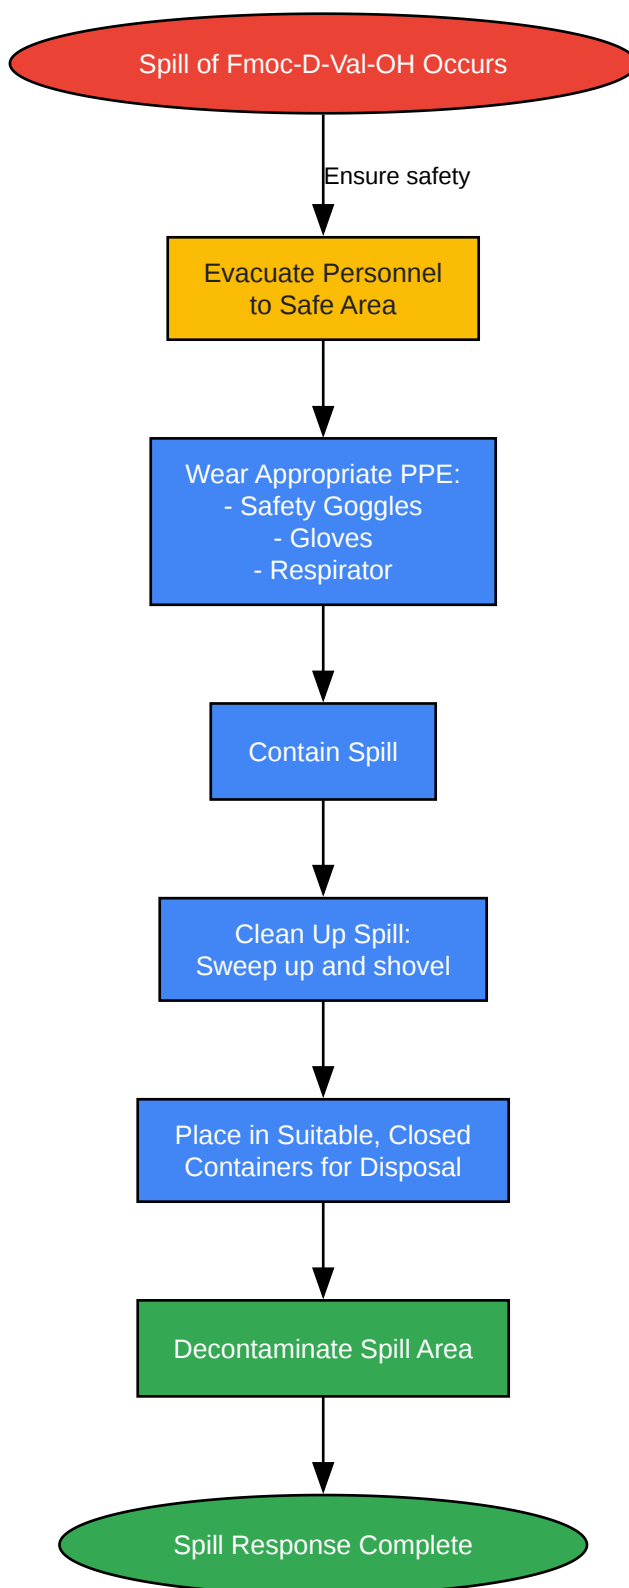 Spill of Fmoc-D-Val-OH Occurs
Ensure safety
Evacuate Personnel
to Safe Area
Wear Appropriate PPE:
- Safety Goggles
- Gloves
- Respirator
Contain Spill
Clean Up Spill:
Sweep up and shovel
Place in Suitable, Closed
Containers for Disposal
Decontaminate Spill Area
Spill Response Complete